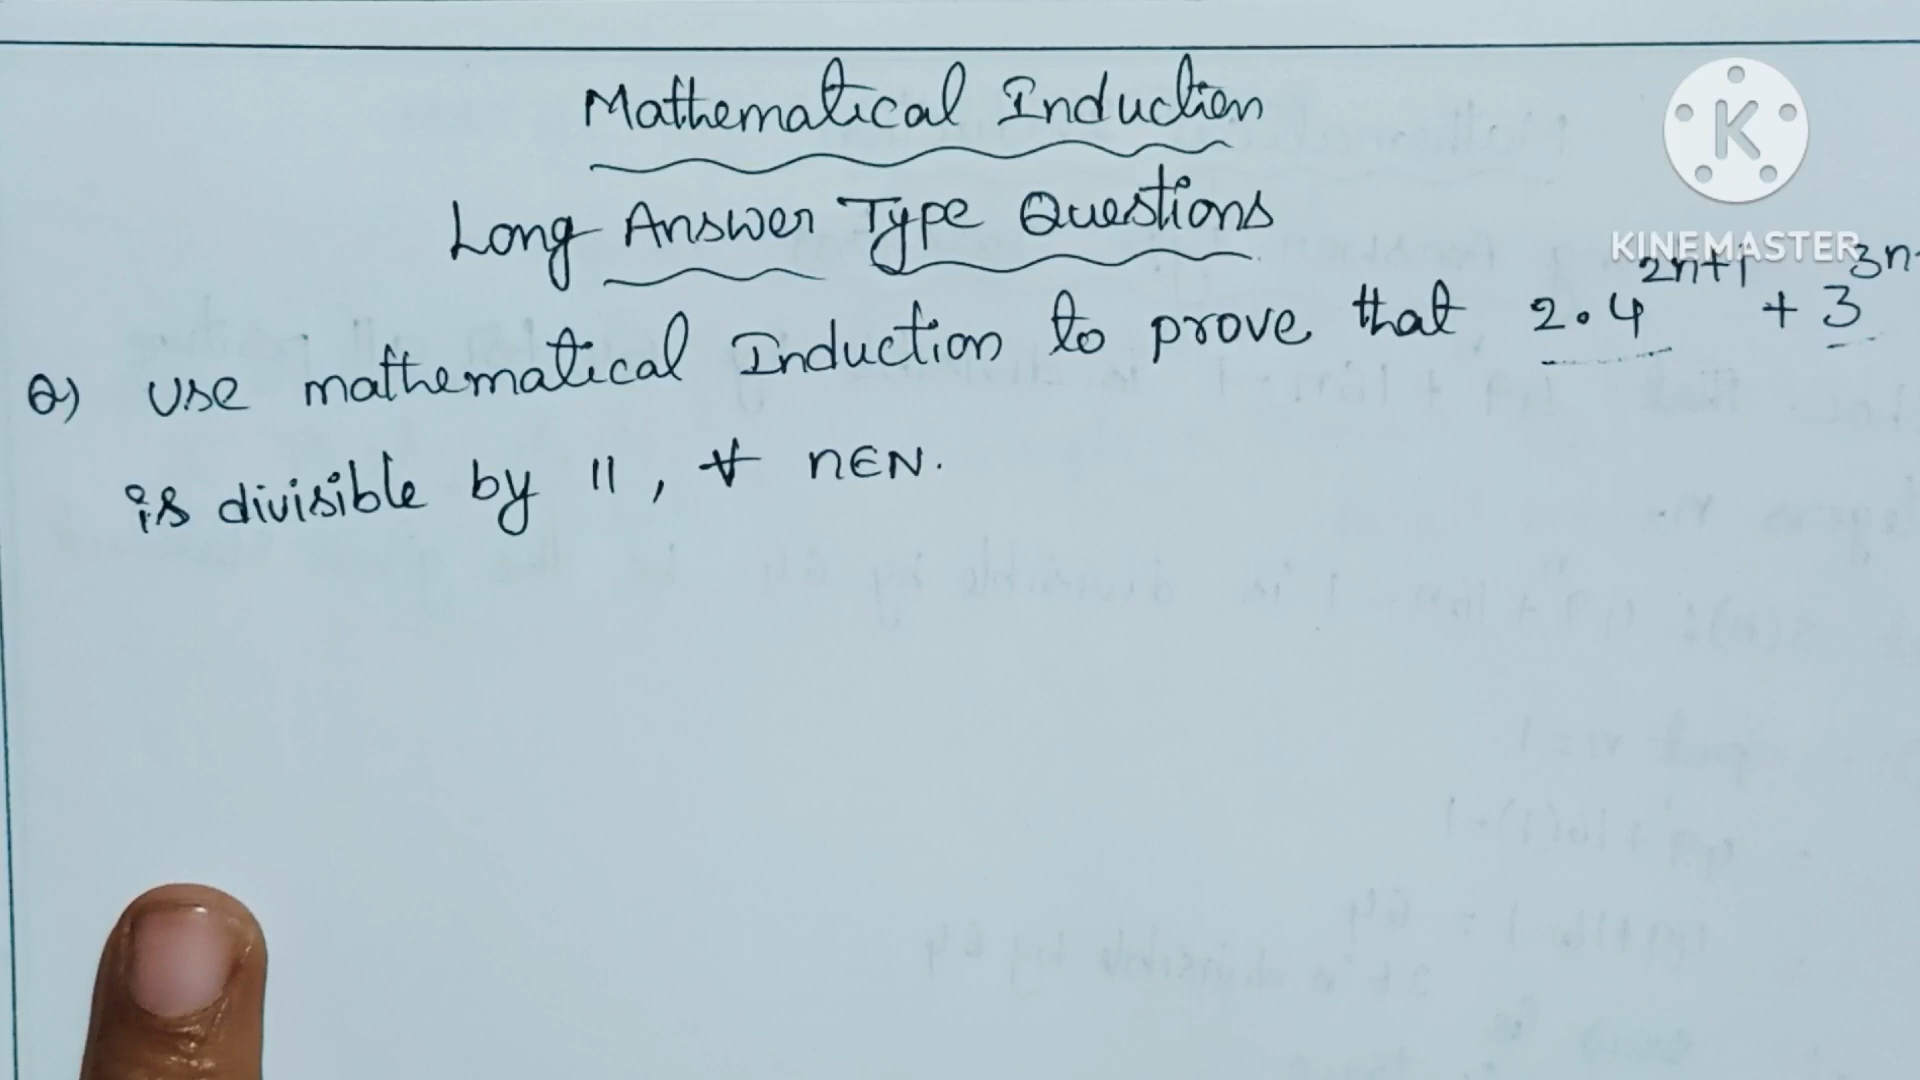 Mathematical Induction
K
Long Answer Type Questions
KINEMASTER
Q) Use mathematical Induction to prove that 2.4^2n+1 + 3^3n+
is divisible by 11, ∀ n∈N.